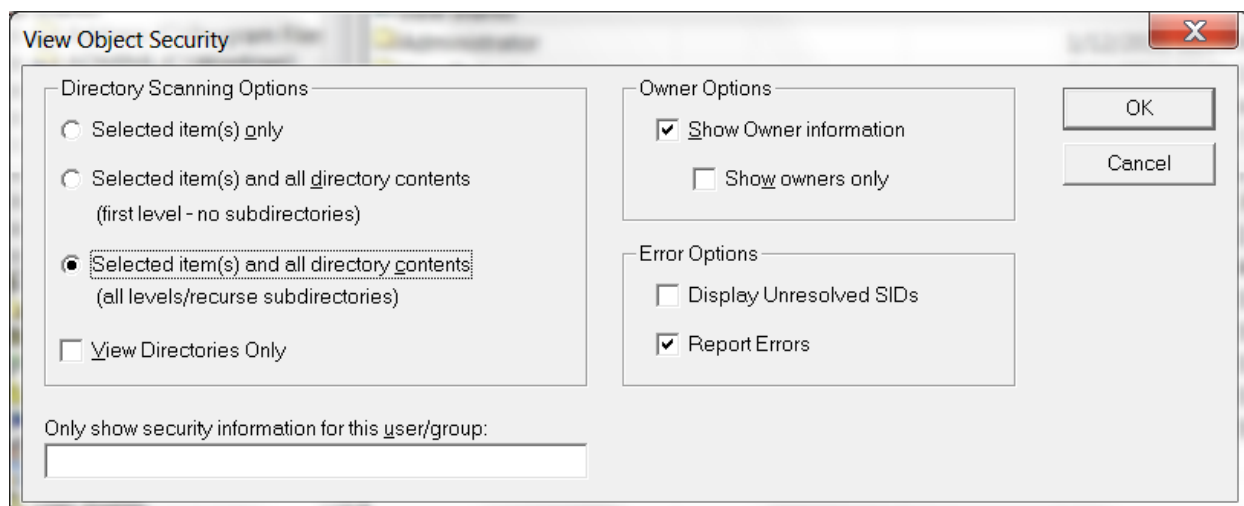 View Object Security
Directory Scanning Options
Selected item(s) only
Selected item(s) and all directory contents
(first level - no subdirectories)
Selected item(s) and all directory contents
(all levels/recurse subdirectories)
View Directories Only
Only show security information for this user/group:
Owner Options
Show Owner information
Show owners only
Error Options
Display Unresolved SIDs
Report Errors
OK
Cancel